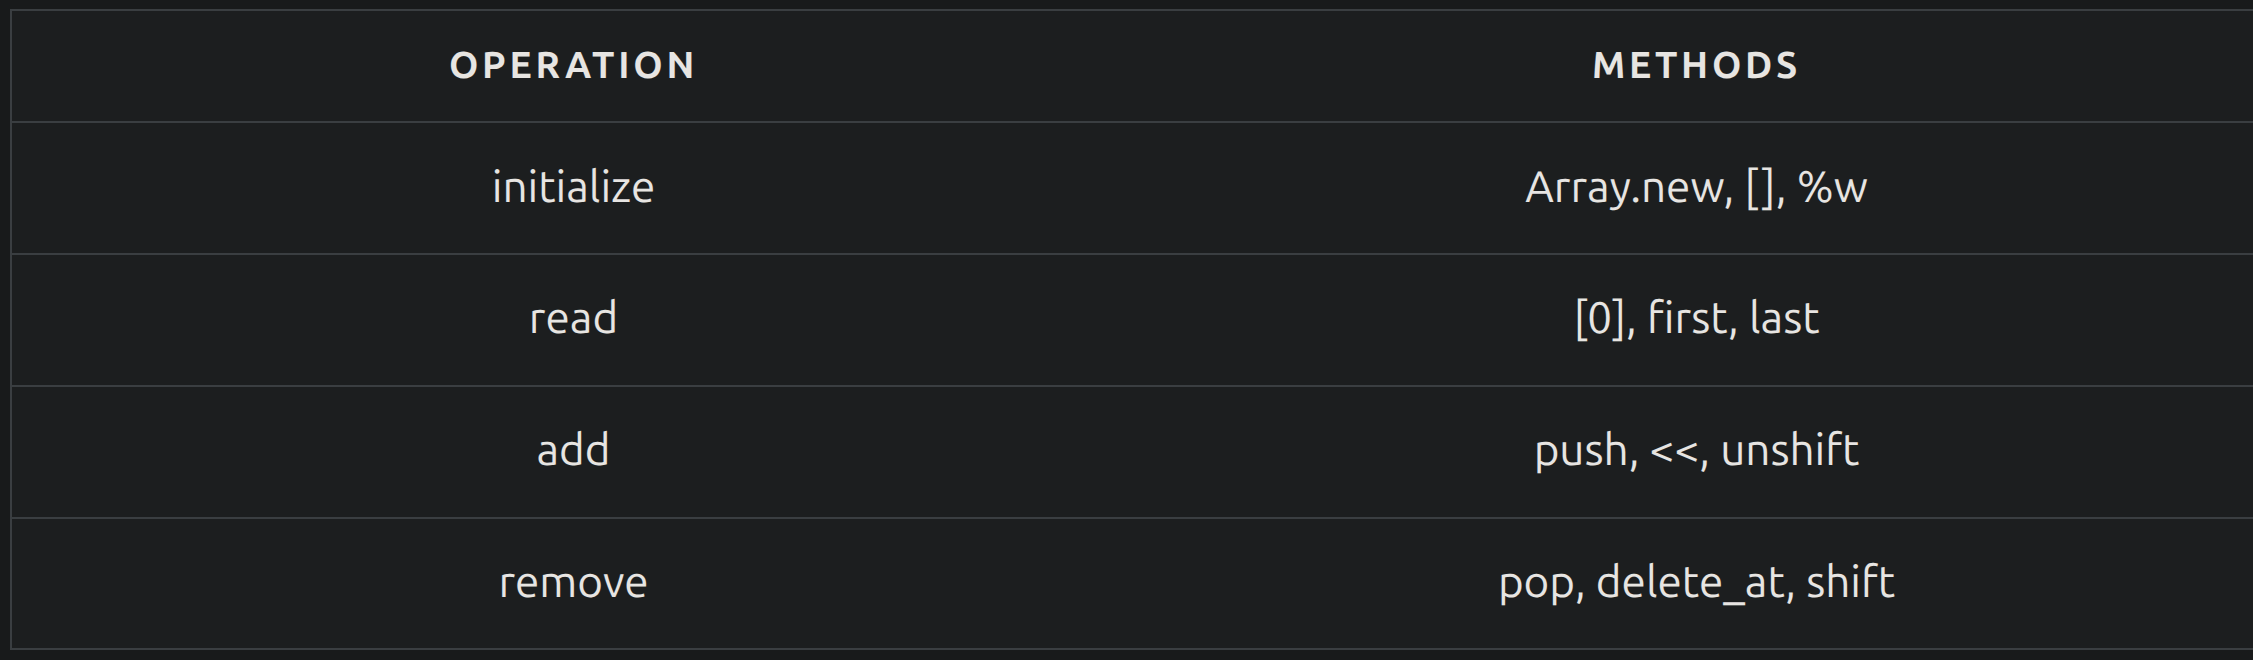 OPERATION METHODS
initialize Array.new, [], %w
read [0], first, last
add push, <<, unshift
remove pop, delete_at, shift